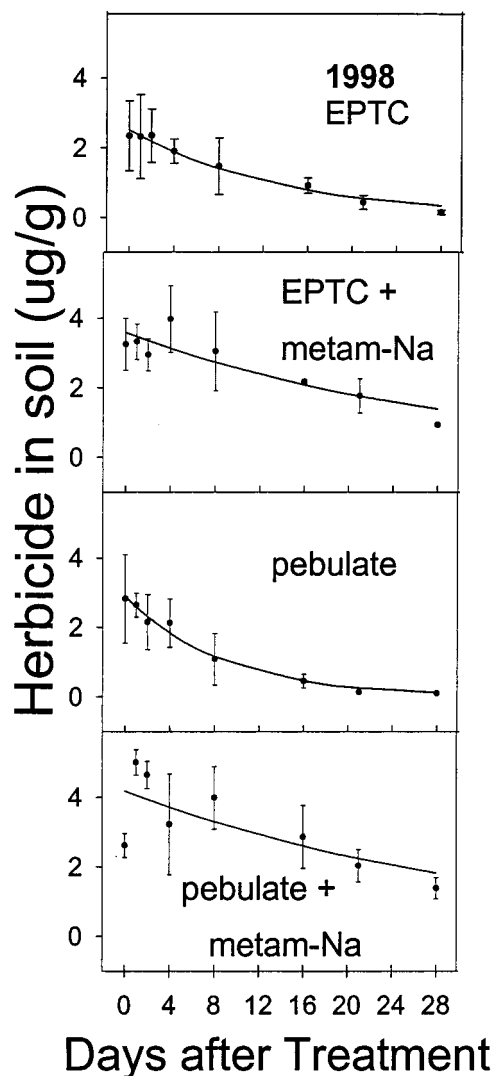 Herbicide in soil (ug/g)
4
2
0
1998
EPTC
4
2
0
EPTC +
metam-Na
4
2
0
pebulate
4
2
0
pebulate +
metam-Na
0 4 8 12 16 20 24 28
Days after Treatment